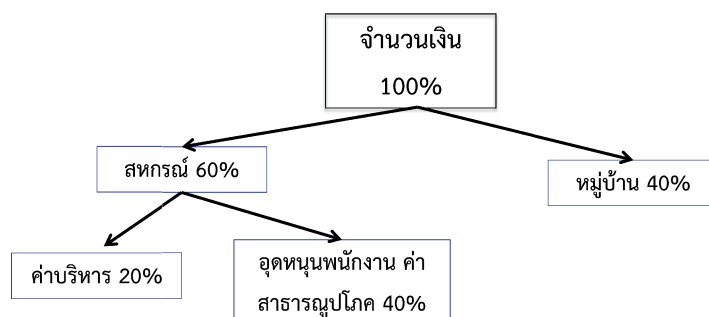 จำนวนเงิน
100%
สหกรณ์ 60%
หมู่บ้าน 40%
ค่าบริหาร 20%
อุดหนุนพนักงาน ค่า
สาธารณูปโภค 40%